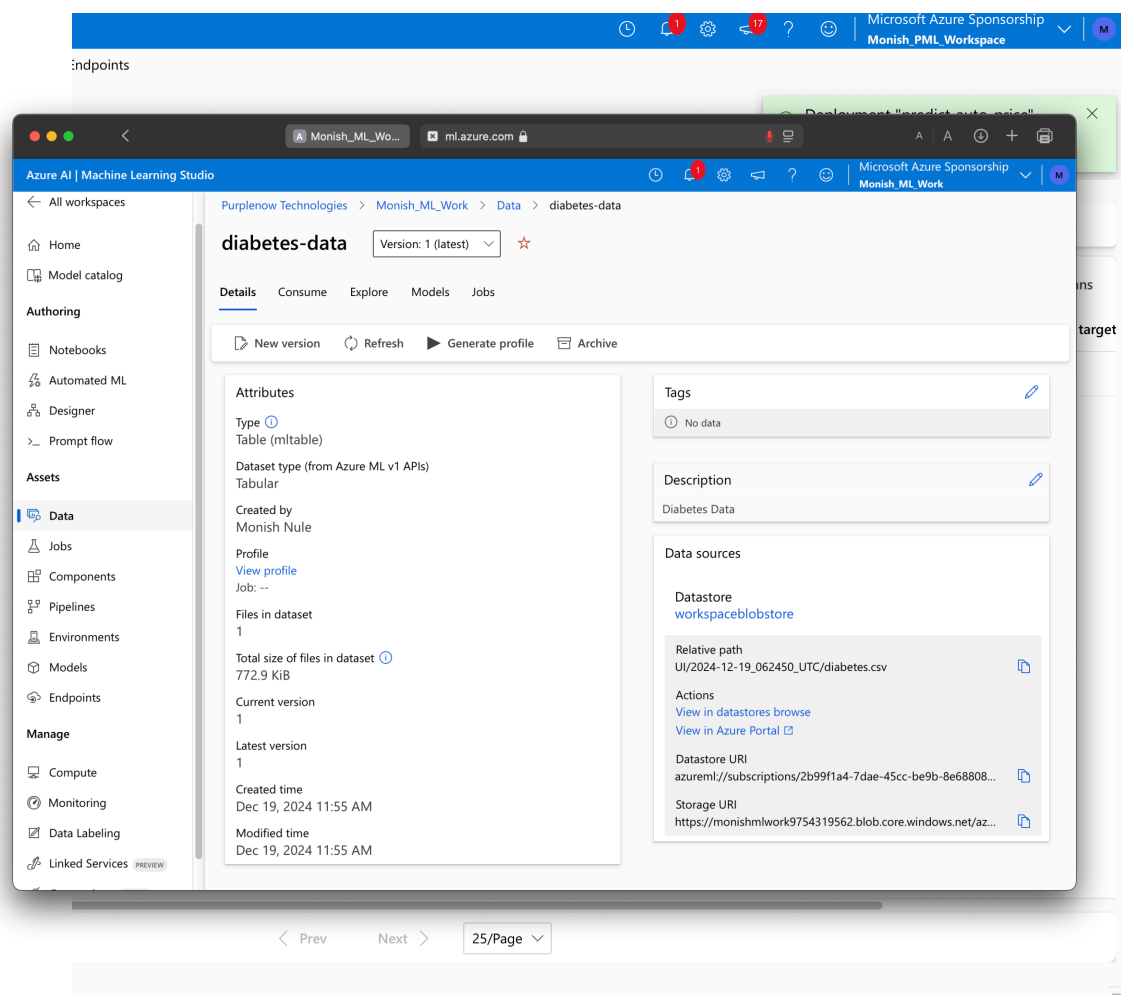 1
17
?
Microsoft Azure Sponsorship
Monish_PML_Workspace
M
Endpoints
Deployment "predict-auto-price"
A Monish_ML_Wo...
ml.azure.com
A A
Azure AI | Machine Learning Studio
1
?
Microsoft Azure Sponsorship
Monish_ML_Work
M
All workspaces
Home
Model catalog
Authoring
Notebooks
Automated ML
Designer
Prompt flow
Assets
Data
Jobs
Components
Pipelines
Environments
Models
Endpoints
Manage
Compute
Monitoring
Data Labeling
Linked Services PREVIEW
Purplenow Technologies > Monish_ML_Work > Data > diabetes-data
diabetes-data
Version: 1 (latest)
Details Consume Explore Models Jobs
New version Refresh Generate profile Archive
Attributes
Type
Table (mltable)
Dataset type (from Azure ML v1 APIs)
Tabular
Created by
Monish Nule
Profile
View profile
Job: --
Files in dataset
1
Total size of files in dataset
772.9 KiB
Current version
1
Latest version
1
Created time
Dec 19, 2024 11:55 AM
Modified time
Dec 19, 2024 11:55 AM
Tags
No data
Description
Diabetes Data
Data sources
Datastore
workspaceblobstore
Relative path
UI/2024-12-19_062450_UTC/diabetes.csv
Actions
View in datastores browse
View in Azure Portal
Datastore URI
azureml://subscriptions/2b99f1a4-7dae-45cc-be9b-8e68808...
Storage URI
https://monishmlwork9754319562.blob.core.windows.net/az...
target
Prev Next 25/Page